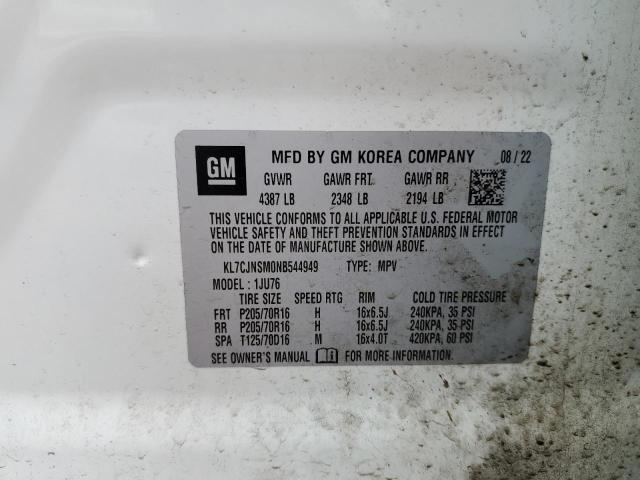 GM
MFD BY GM KOREA COMPANY 08/22
GVWR GAWR FRT GAWR RR
4387 LB 2348 LB 2194 LB
THIS VEHICLE CONFORMS TO ALL APPLICABLE U.S. FEDERAL MOTOR
VEHICLE SAFETY AND THEFT PREVENTION STANDARDS IN EFFECT
ON THE DATE OF MANUFACTURE SHOWN ABOVE.
KL7CJNSM0NB544949 TYPE: MPV
MODEL: 1JU76
TIRE SIZE SPEED RTG RIM COLD TIRE PRESSURE
FRT P205/70R16 H 16x6.5J 240KPA, 35 PSI
RR P205/70R16 H 16x6.5J 240KPA, 35 PSI
SPA T125/70D16 M 16x4.0T 420KPA, 60 PSI
SEE OWNER'S MANUAL FOR MORE INFORMATION.